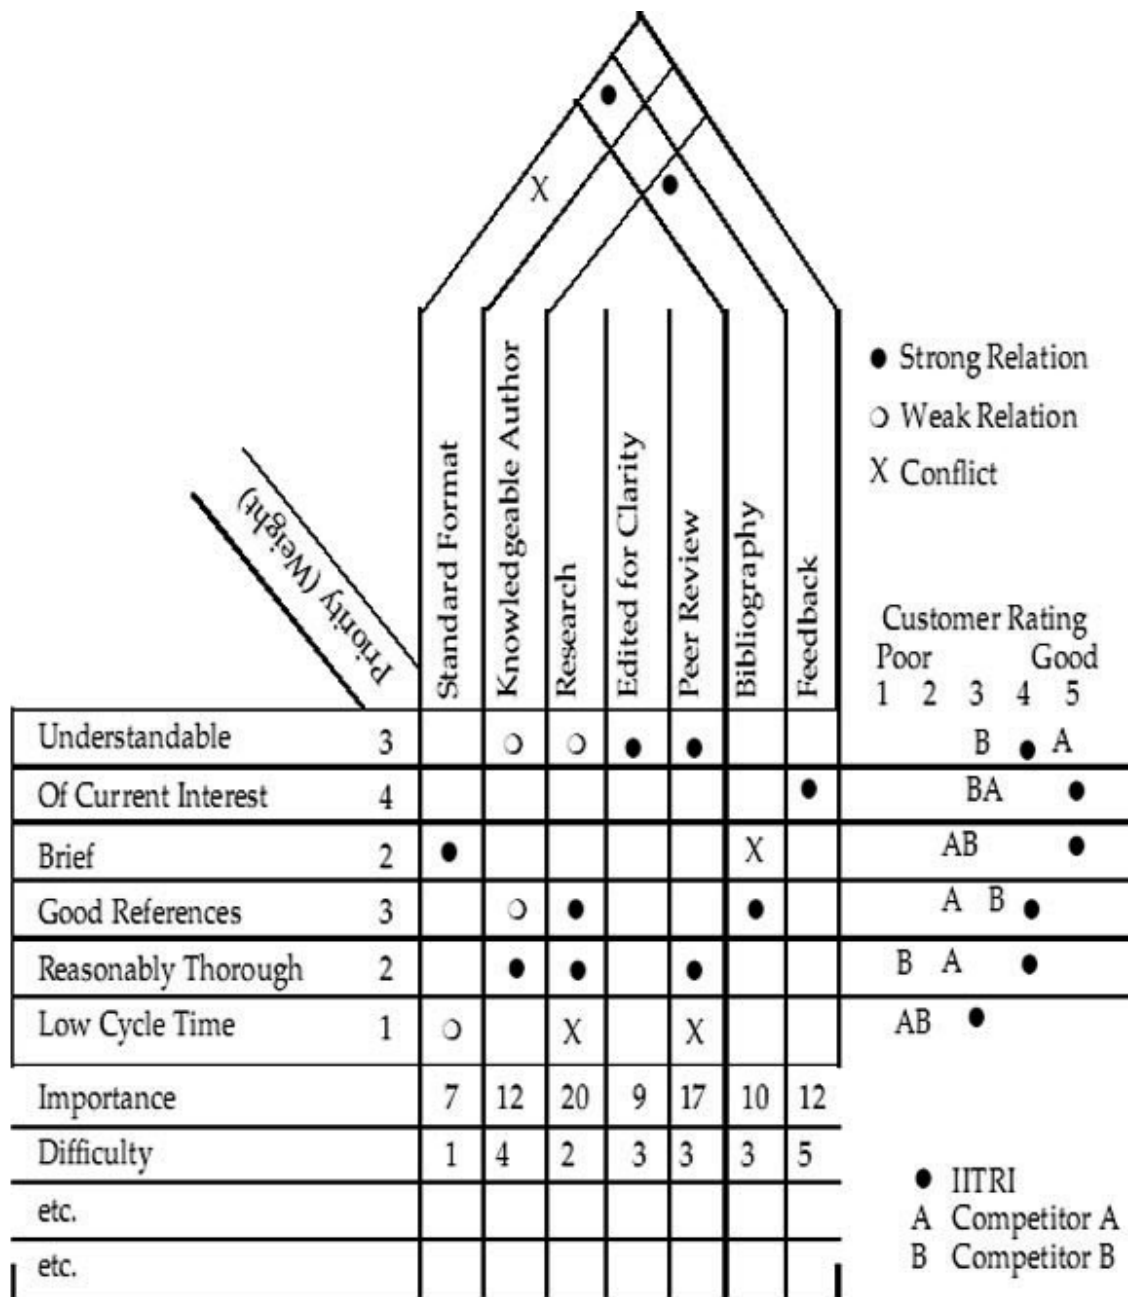 X
● Strong Relation
○ Weak Relation
X Conflict
Priority (Weight)
Standard Format
Knowledgeable Author
Research
Edited for Clarity
Peer Review
Bibliography
Feedback
Customer Rating
Poor Good
1 2 3 4 5
Understandable 3 ○ ○ ● ● B ● A
Of Current Interest 4 ● BA ●
Brief 2 ● X AB ●
Good References 3 ○ ● ● A B ●
Reasonably Thorough 2 ● ● ● B A ●
Low Cycle Time 1 ○ X X AB ●
Importance 7 12 20 9 17 10 12
Difficulty 1 4 2 3 3 3 5
etc.
etc.
● IITRI
A Competitor A
B Competitor B